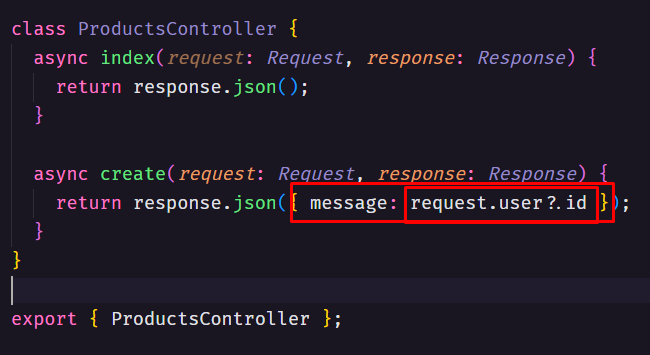 class ProductsController {
async index(request: Request, response: Response) {
return response.json();
}
async create(request: Request, response: Response) {
return response.json({ message: request.user?.id });
}
}
export { ProductsController };